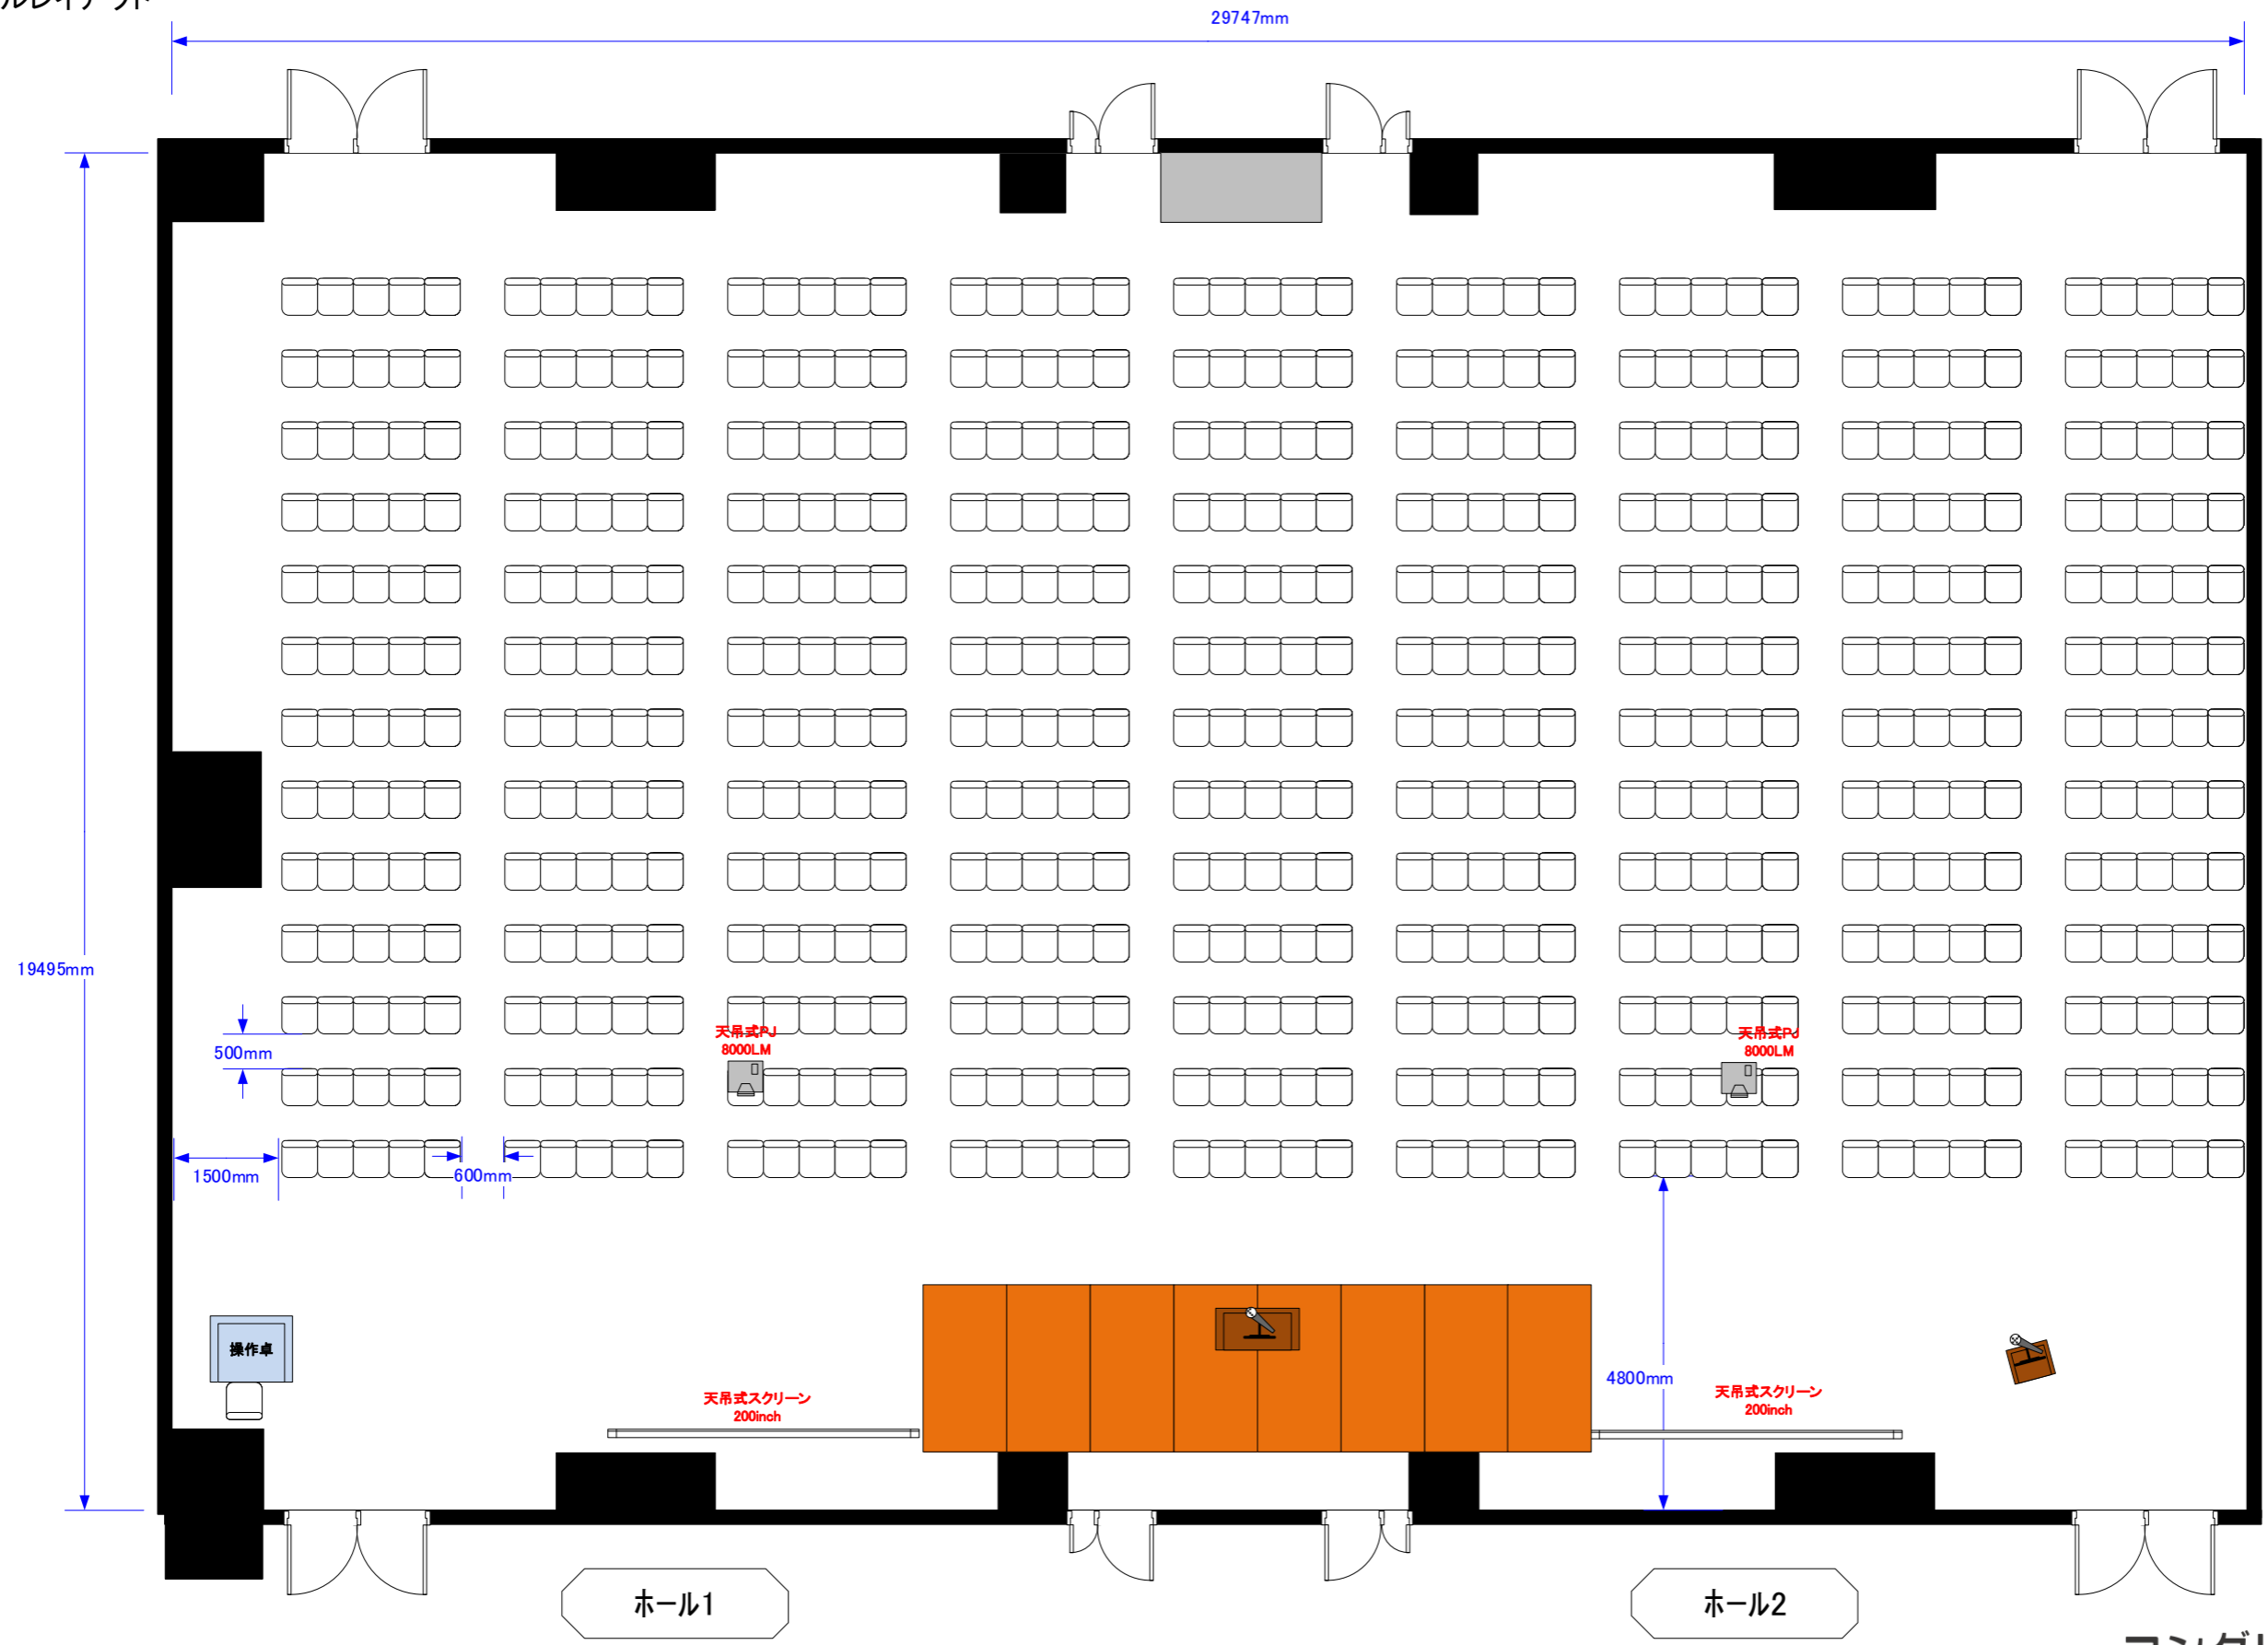 29747mm
19495mm
天吊式PJ
8000LM
天吊式PJ
8000LM
500mm
1500mm
600mm
操作卓
天吊式スクリーン
200inch
4800mm
天吊式スクリーン
200inch
ホール1
ホール2